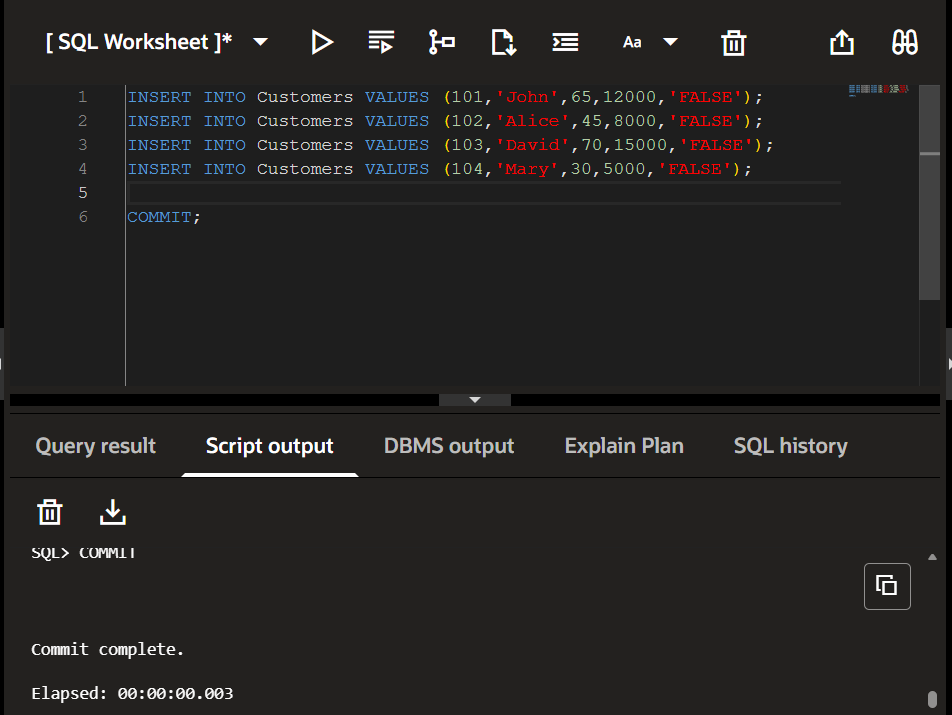 [ SQL Worksheet ]* Aa
1 INSERT INTO Customers VALUES (101,'John',65,12000,'FALSE');
2 INSERT INTO Customers VALUES (102,'Alice',45,8000,'FALSE');
3 INSERT INTO Customers VALUES (103,'David',70,15000,'FALSE');
4 INSERT INTO Customers VALUES (104,'Mary',30,5000,'FALSE');
5
6 COMMIT;
Query result Script output DBMS output Explain Plan SQL history
SQL> COMMIT
Commit complete.
Elapsed: 00:00:00.003